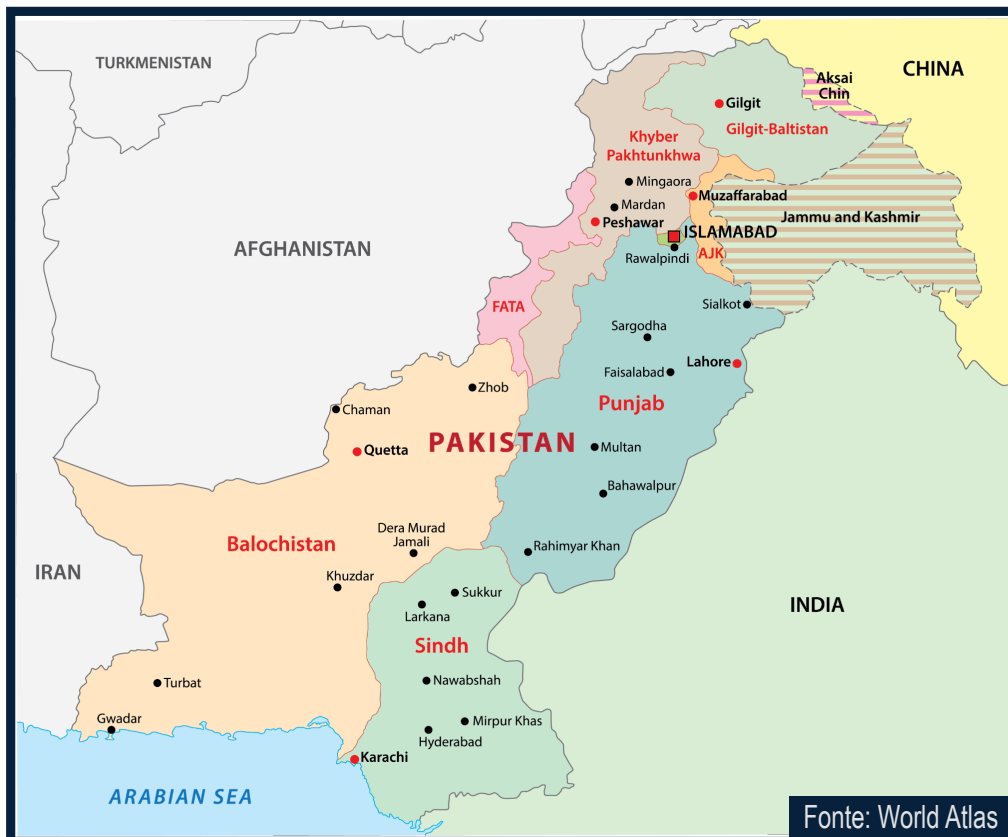 TURKMENISTAN
CHINA
Aksai
Chin
Gilgit
Gilgit-Baltistan
Khyber
Pakhtunkhwa
Mingaora
Muzaffarabad
Mardan
Jammu and Kashmir
Peshawar
ISLAMABAD
AFGHANISTAN
AJK
Rawalpindi
FATA
Sialkot
Sargodha
Lahore
Faisalabad
Zhob
Punjab
Chaman
PAKISTAN
Quetta
Multan
Bahawalpur
Dera Murad
Jamali
Balochistan
Rahimyar Khan
IRAN
Khuzdar
Sukkur
INDIA
Larkana
Sindh
Turbat
Nawabshah
Gwadar
Mirpur Khas
Hyderabad
Karachi
ARABIAN SEA
Fonte: World Atlas